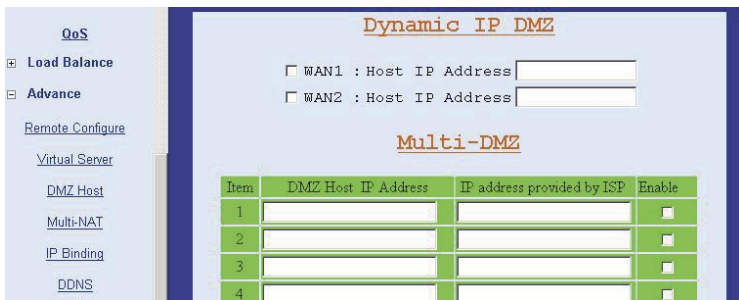 QoS
Load Balance
Advance
Remote Configure
Virtual Server
DMZ Host
Multi-NAT
IP Binding
DDNS
Dynamic IP DMZ
WAN1 : Host IP Address
WAN2 : Host IP Address
Multi-DMZ
Item DMZ Host IP Address IP address provided by ISP Enable
1
2
3
4